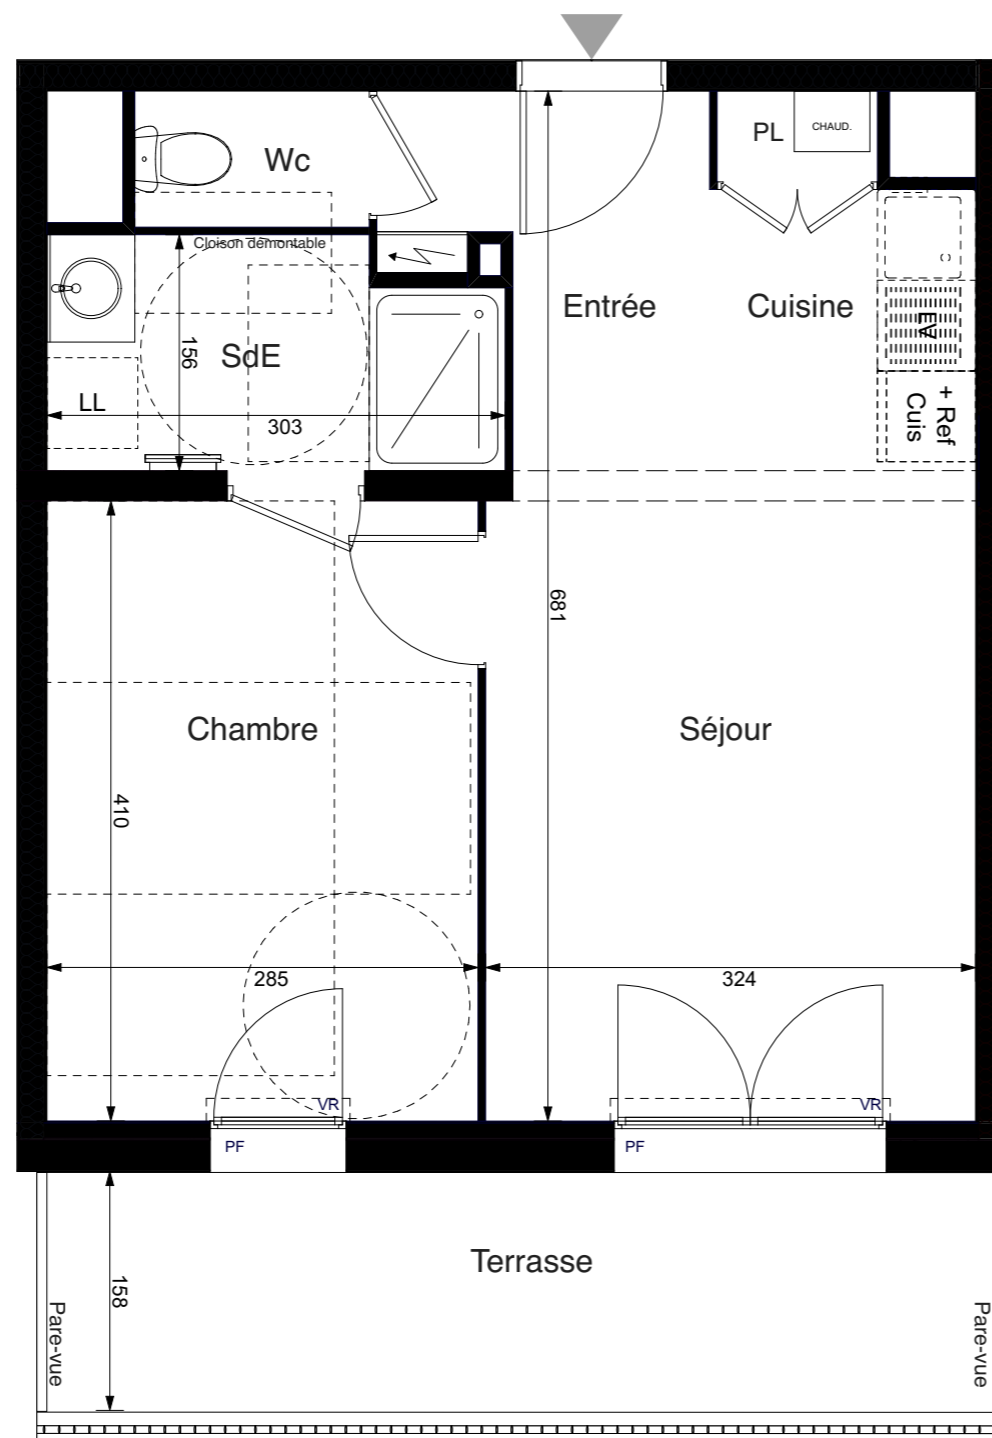 PL
CHAUD.
Wc
Cloison démontable
Entrée
Cuisine
EV
156
SdE
LL
303
+ Ref
Cuis
681
Chambre
Séjour
410
285
324
VR
VR
PF
PF
Terrasse
158
Pare-vue
Pare-vue